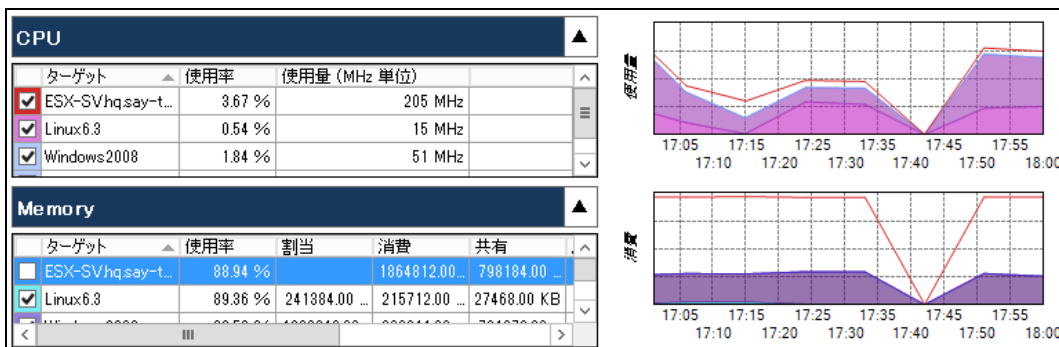 CPU
ターゲット 使用率 使用量 (MHz 単位)
ESX-SV.hq.say-t... 3.67 % 205 MHz
Linux6.3 0.54 % 15 MHz
Windows2008 1.84 % 51 MHz
使用量
17:05 17:15 17:25 17:35 17:45 17:55
17:10 17:20 17:30 17:40 17:50 18:00
Memory
ターゲット 使用率 割当 消費 共有
ESX-SV.hq.say-t... 88.94 % 1864812.00... 798184.00 ...
Linux6.3 89.36 % 241384.00 ... 215712.00 ... 27468.00 KB
消費
17:05 17:15 17:25 17:35 17:45 17:55
17:10 17:20 17:30 17:40 17:50 18:00